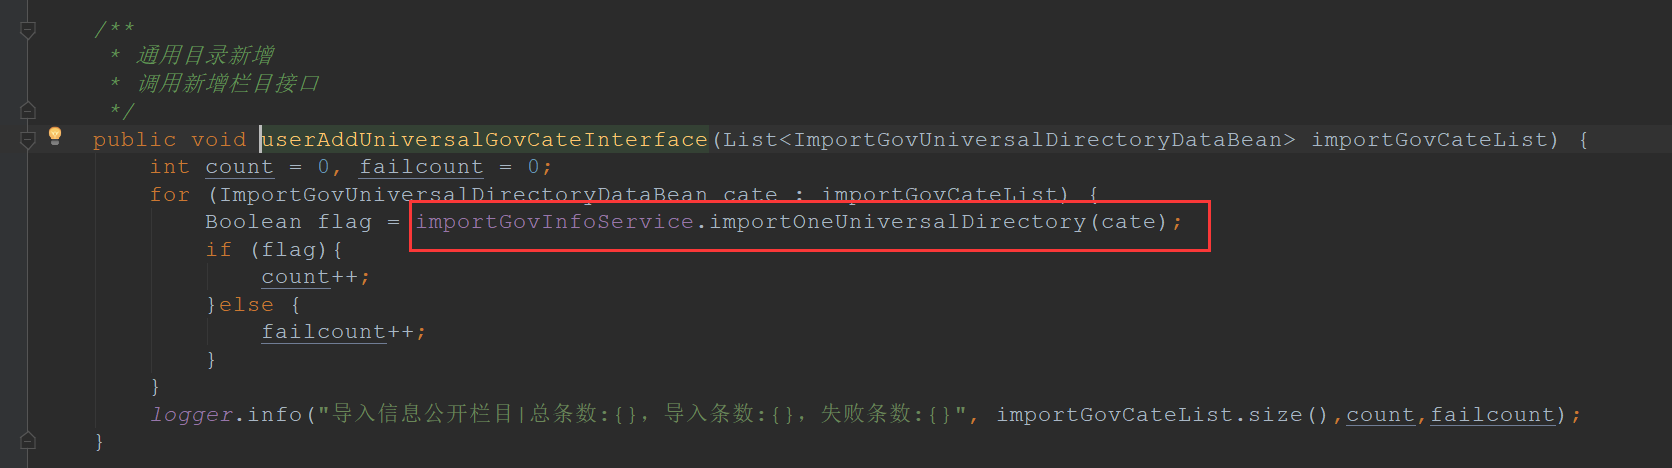 /**
* 通用目录新增
* 调用新增栏目接口
*/
public void userAddUniversalGovCateInterface(List<ImportGovUniversalDirectoryDataBean> importGovCateList) {
int count = 0, failcount = 0;
for (ImportGovUniversalDirectoryDataBean cate : importGovCateList) {
Boolean flag = importGovInfoService.importOneUniversalDirectory(cate);
if (flag){
count++;
}else {
failcount++;
}
}
logger.info("导入信息公开栏目|总条数:{}，导入条数:{}，失败条数:{}", importGovCateList.size(),count,failcount);
}